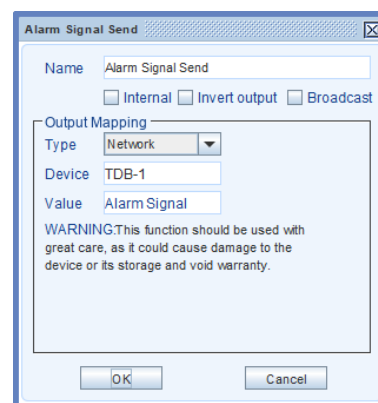 Alarm Signal Send
Name Alarm Signal Send
Internal Invert output Broadcast
Output Mapping
Type Network
Device TDB-1
Value Alarm Signal
WARNING:This function should be used with
great care, as it could cause damage to the
device or its storage and void warranty.
OK Cancel